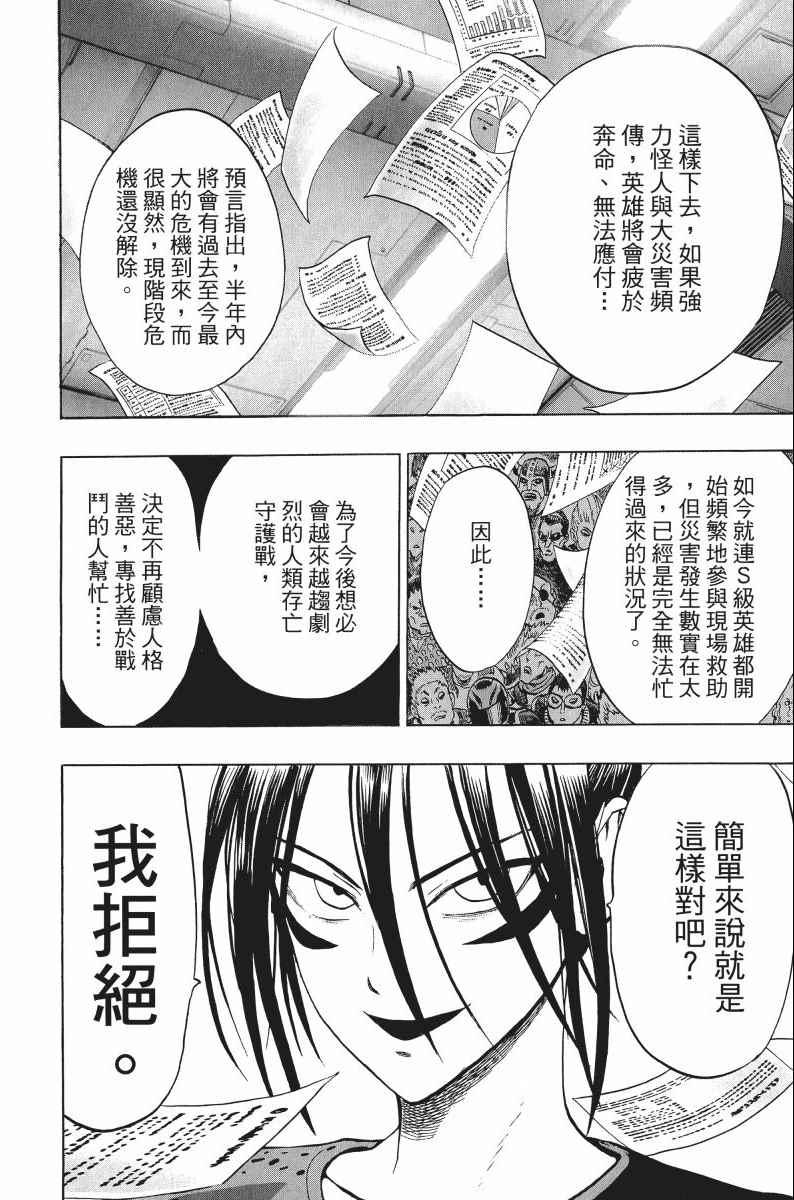 這樣下去，如果強
力怪人與大災害頻
傳，英雄將會疲於
奔命、無法應付…
預言指出，半年內
將會有過去至今最
大的危機到來，而
很顯然，現階段危
機還沒解除。
如今就連S級英雄都開
始頻繁地參與現場救助
，但災害發生數實在太
多，已經是完全無法忙
得過來的狀況了。
因此……
為了今後想必
會越來越趨劇
烈的人類存亡
守護戰，
決定不再顧慮人格
善惡，專找善於戰
鬥的人幫忙……
簡單來說就是
這樣對吧？
我拒絕。